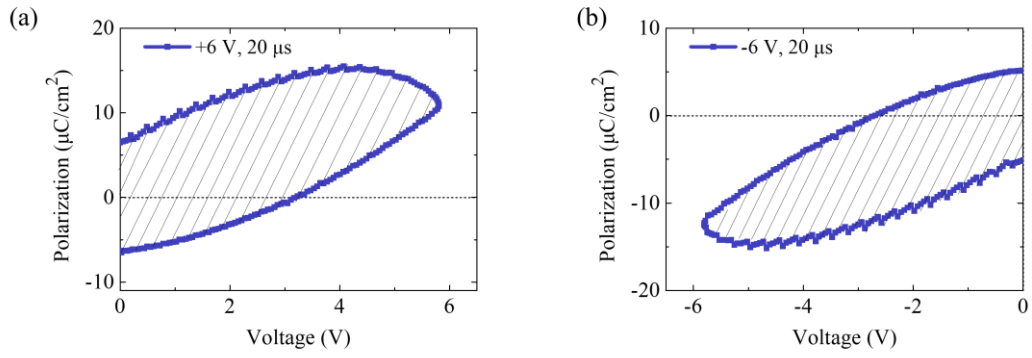 (a)
20
+6 V, 20 μs
10
0
-10
Polarization (μC/cm²)
0 2 4 6
Voltage (V)
(b)
10
-6 V, 20 μs
0
-10
-20
Polarization (μC/cm²)
-6 -4 -2 0
Voltage (V)